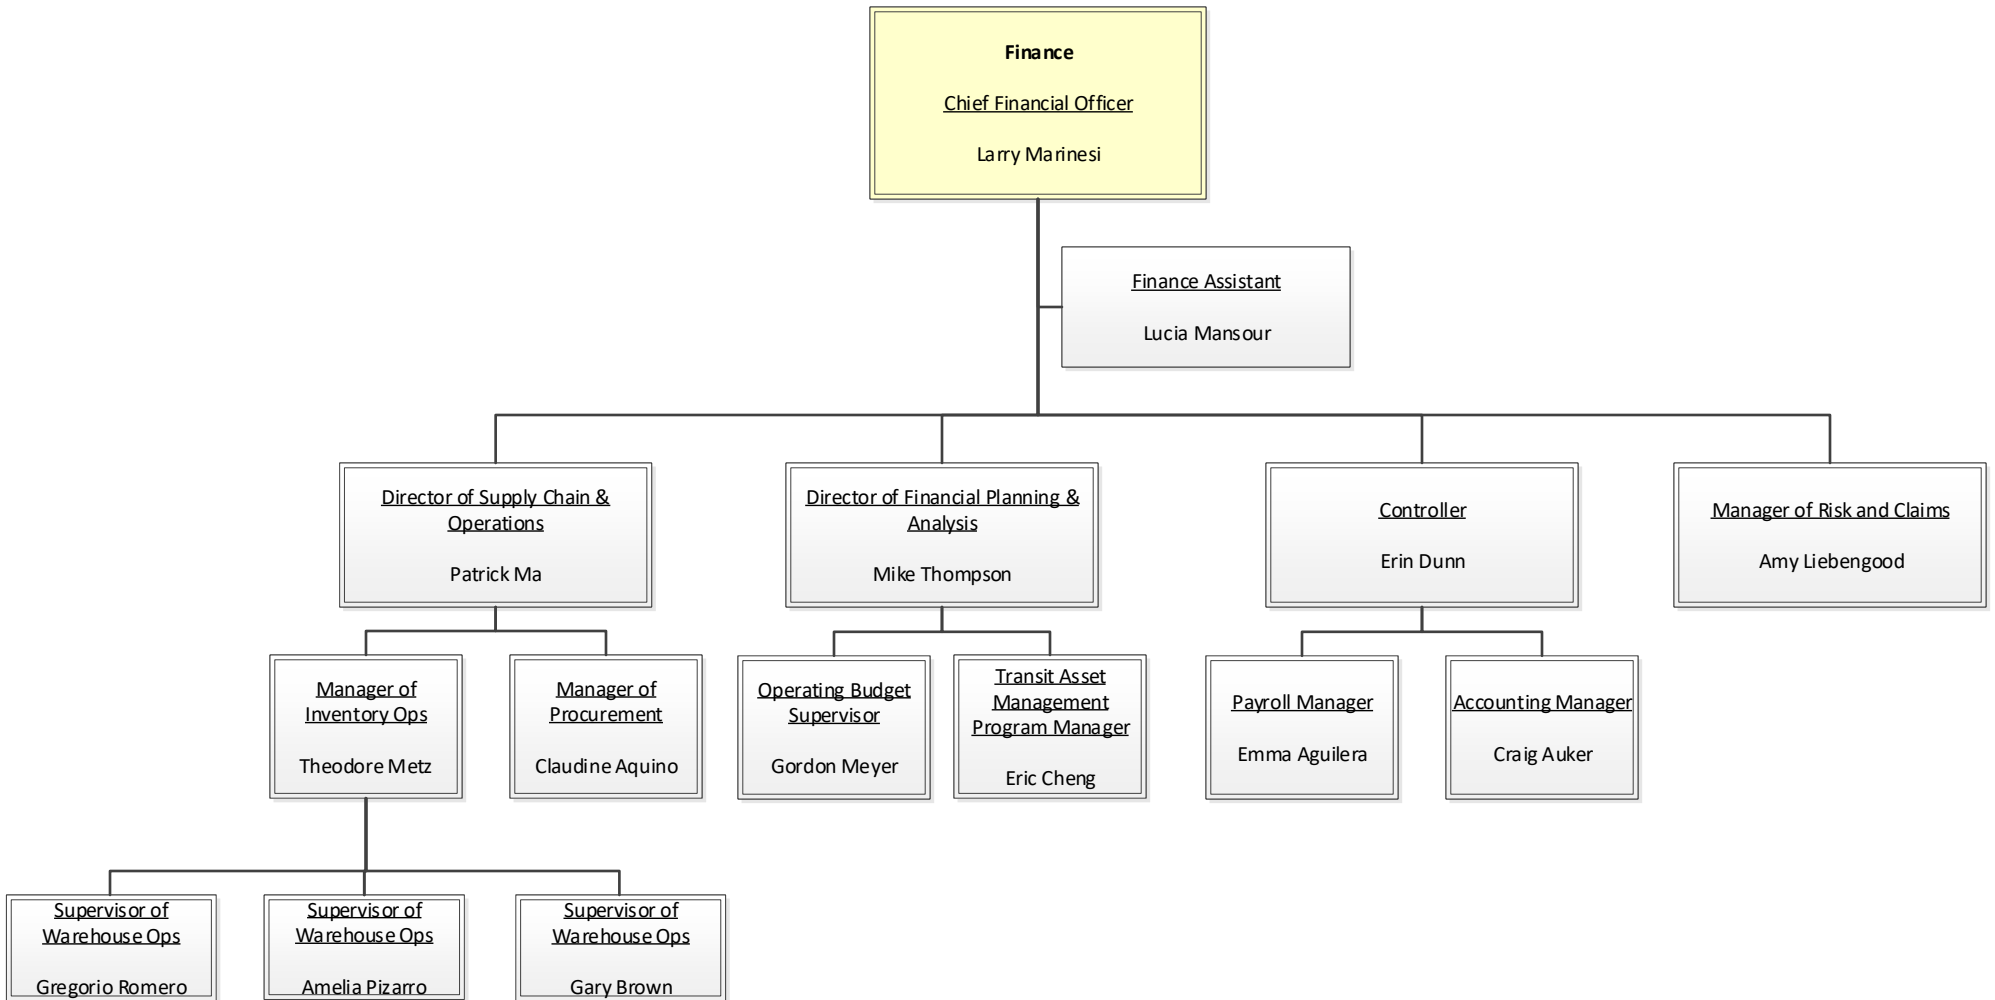 Finance
Chief Financial Officer
Larry Marinesi
Finance Assistant
Lucia Mansour
Director of Supply Chain &
Operations
Patrick Ma
Director of Financial Planning &
Analysis
Mike Thompson
Controller
Erin Dunn
Manager of Risk and Claims
Amy Liebengood
Manager of
Inventory Ops
Theodore Metz
Manager of
Procurement
Claudine Aquino
Operating Budget
Supervisor
Gordon Meyer
Transit Asset
Management
Program Manager
Eric Cheng
Payroll Manager
Emma Aguilera
Accounting Manager
Craig Auker
Supervisor of
Warehouse Ops
Gregorio Romero
Supervisor of
Warehouse Ops
Amelia Pizarro
Supervisor of
Warehouse Ops
Gary Brown